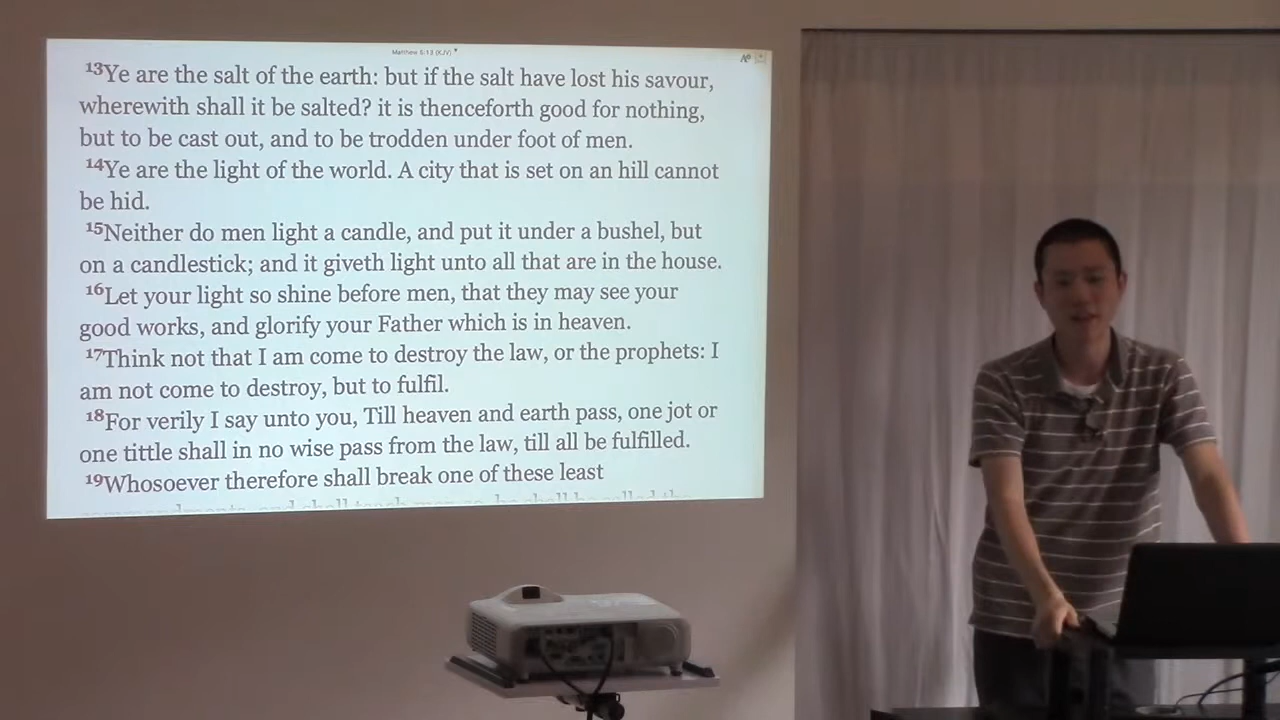 Matthew 5:13 (KJV)
13Ye are the salt of the earth: but if the salt have lost his savour,
wherewith shall it be salted? it is thenceforth good for nothing,
but to be cast out, and to be trodden under foot of men.
14Ye are the light of the world. A city that is set on an hill cannot
be hid.
15Neither do men light a candle, and put it under a bushel, but
on a candlestick; and it giveth light unto all that are in the house.
16Let your light so shine before men, that they may see your
good works, and glorify your Father which is in heaven.
17Think not that I am come to destroy the law, or the prophets: I
am not come to destroy, but to fulfil.
18For verily I say unto you, Till heaven and earth pass, one jot or
one tittle shall in no wise pass from the law, till all be fulfilled.
19Whosoever therefore shall break one of these least